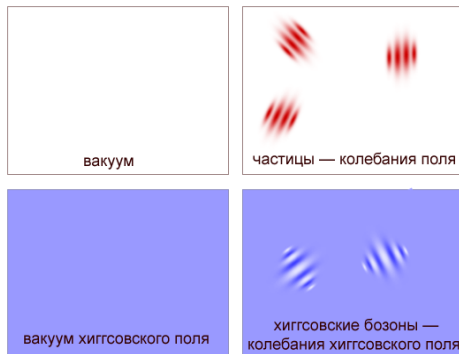 вакуум
частицы — колебания поля
вакуум хиггсовского поля
хиггсовские бозоны —
колебания хиггсовского поля